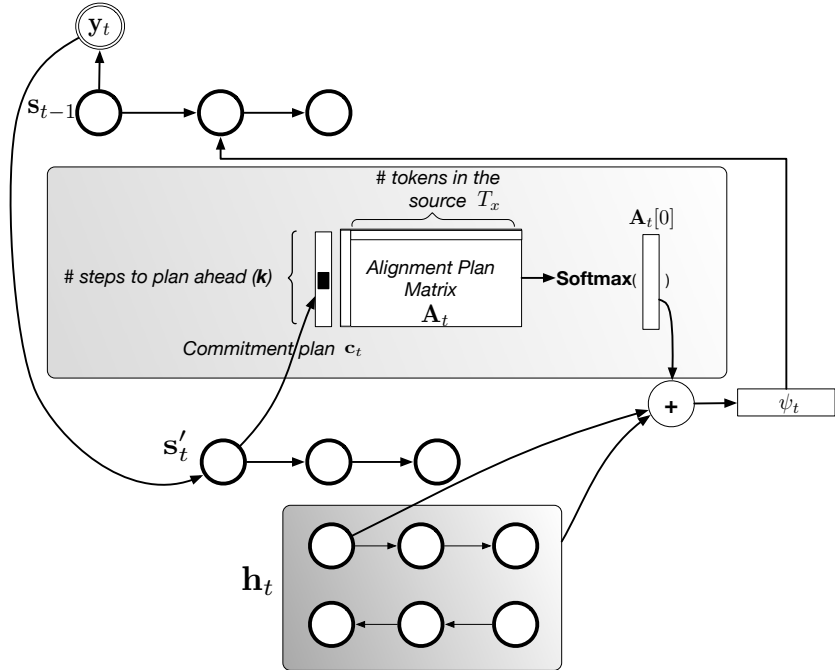 y_t
s_{t−1}
# tokens in the
source T_x
A_t[0]
# steps to plan ahead (k)
Alignment Plan
Matrix
A_t
Softmax( )
Commitment plan c_t
+
ψ_t
s′_t
h_t